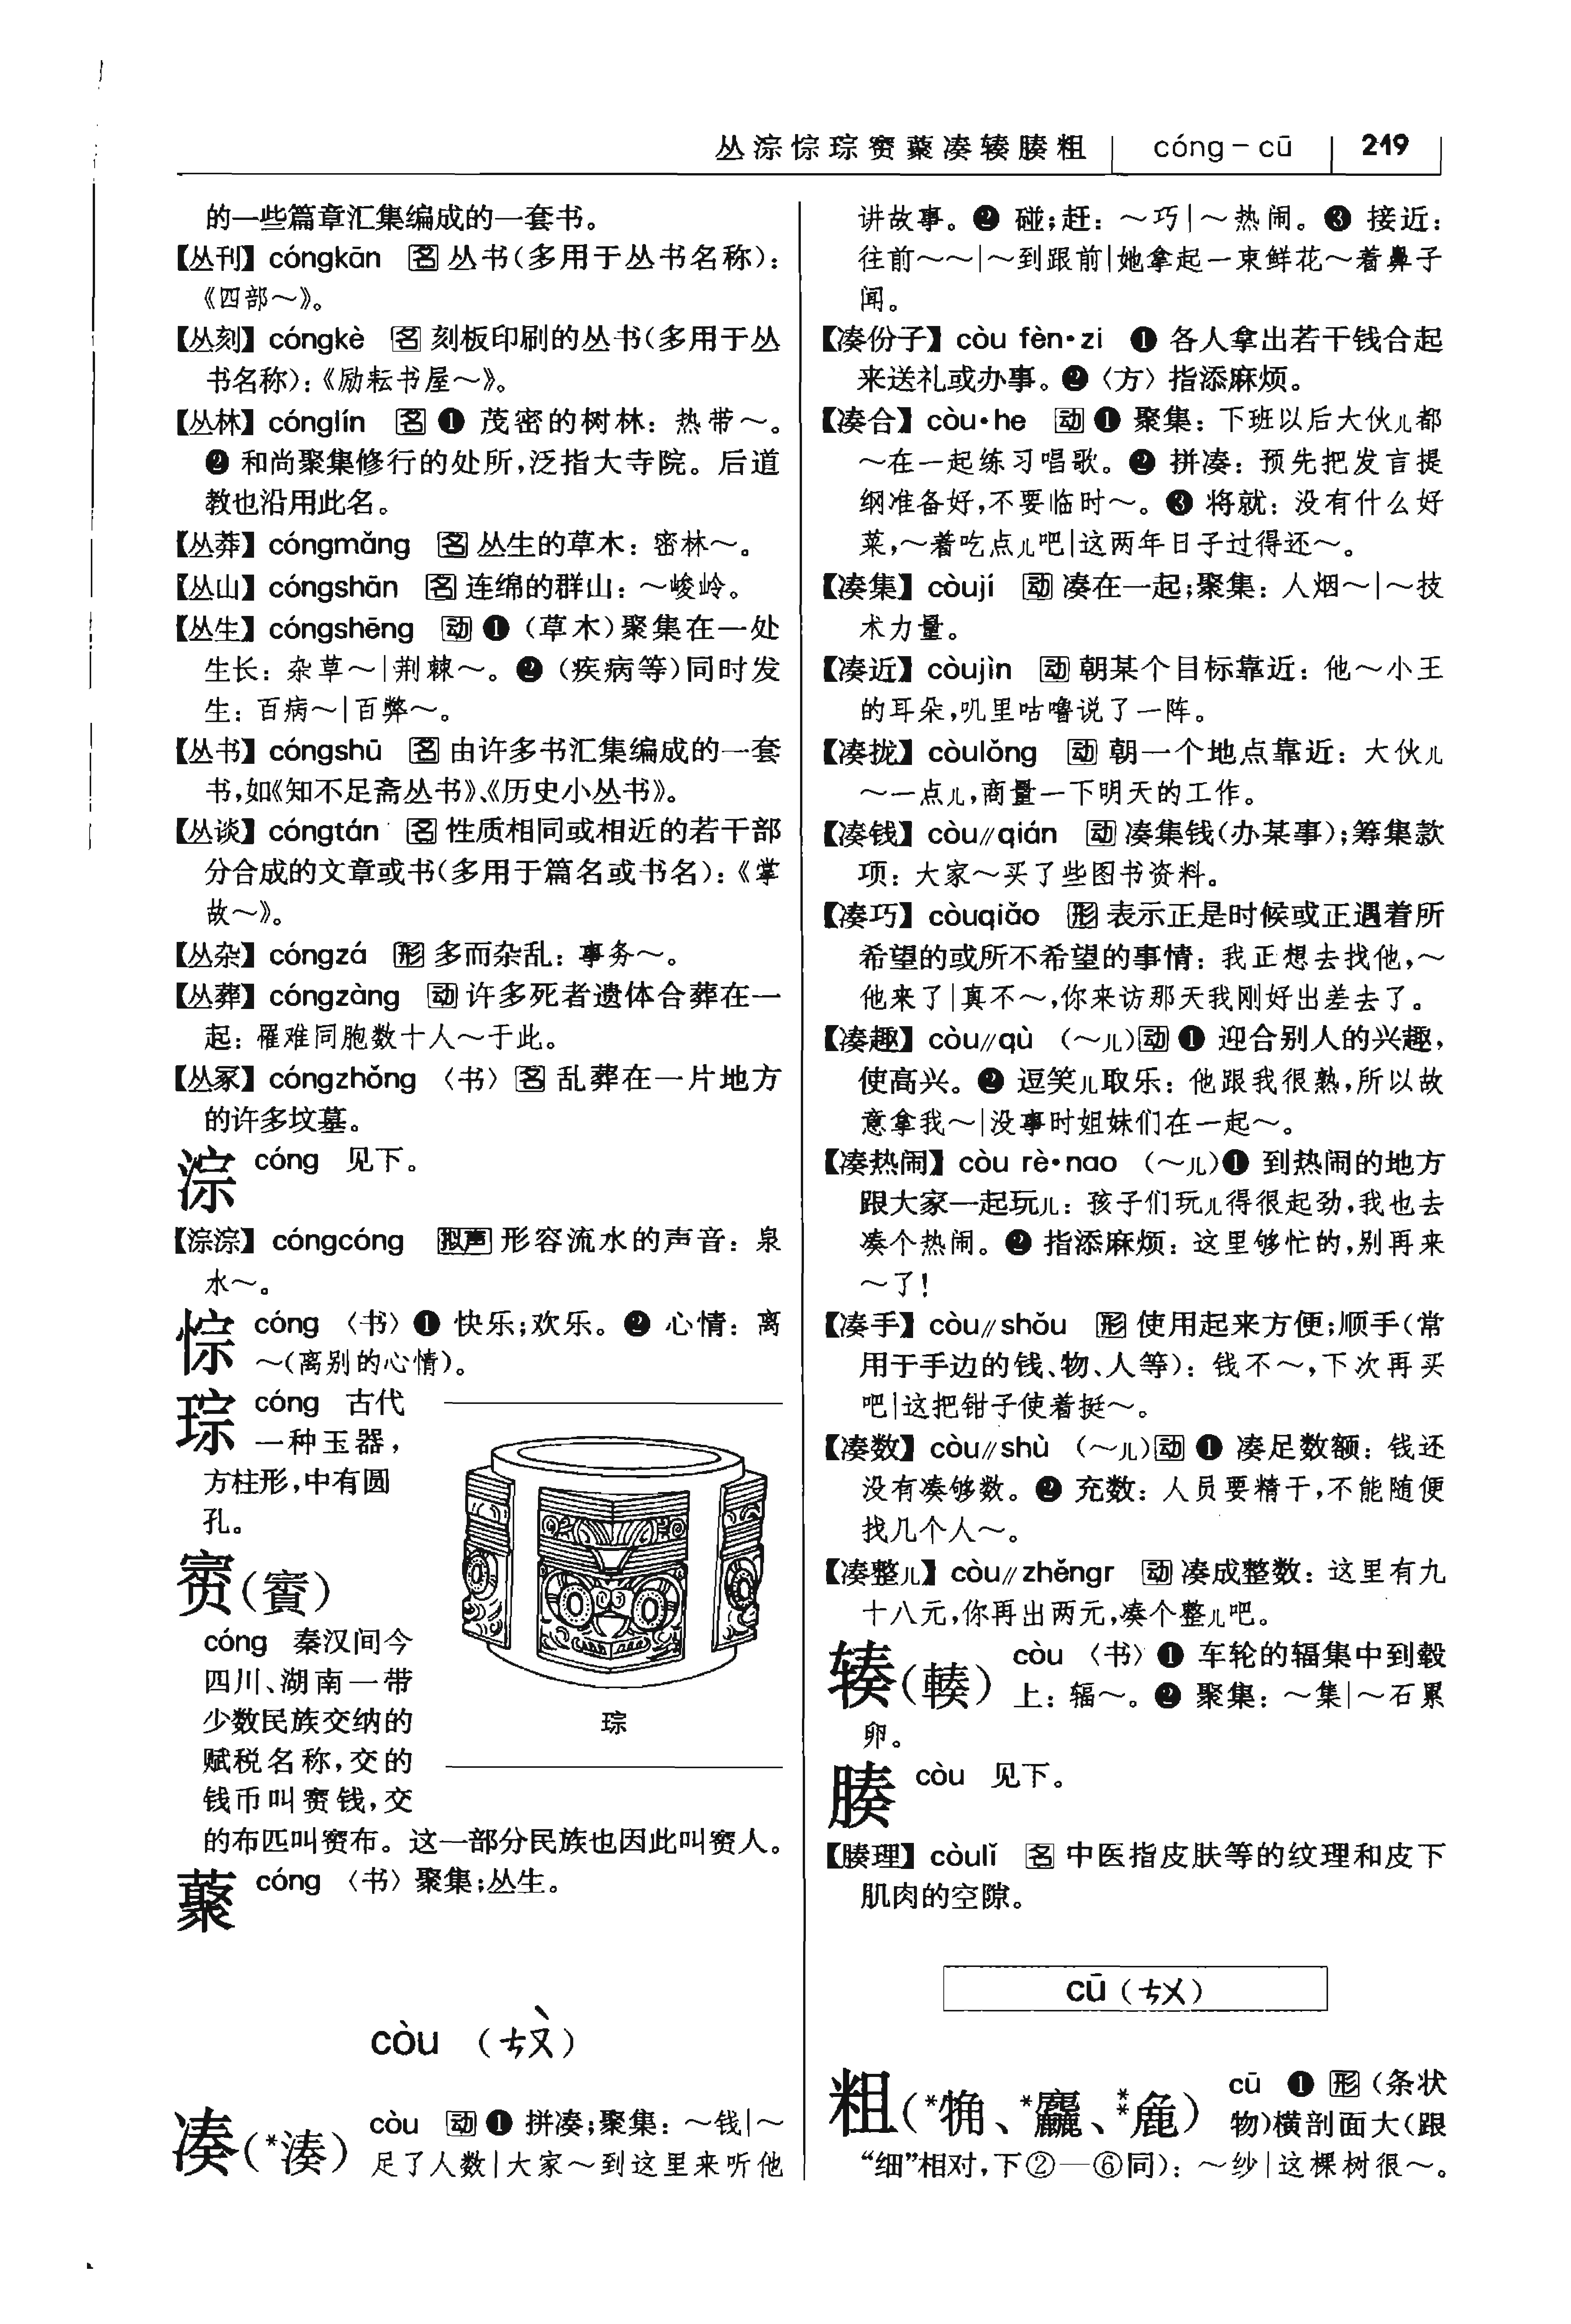 丛淙悰琮賨藂凑辏腠粗 cóng－cū 219
的一些篇章汇集编成的一套书。
【丛刊】 cóngkān 名 丛书(多用于丛书名称)：
《四部～》。
【丛刻】 cóngkè 名 刻板印刷的丛书(多用于丛
书名称)：《励耘书屋～》。
【丛林】 cónglín 名 ❶ 茂密的树林：热带～。
❷ 和尚聚集修行的处所，泛指大寺院。后道
教也沿用此名。
【丛莽】 cóngmǎng 名 丛生的草木：密林～。
【丛山】 cóngshān 名 连绵的群山：～峻岭。
【丛生】 cóngshēng 动 ❶ (草木)聚集在一处
生长：杂草～|荆棘～。❷ (疾病等)同时发
生：百病～|百弊～。
【丛书】 cóngshū 名 由许多书汇集编成的一套
书，如《知不足斋丛书》、《历史小丛书》。
【丛谈】 cóngtán 名 性质相同或相近的若干部
分合成的文章或书(多用于篇名或书名)：《掌
故～》。
【丛杂】 cóngzá 形 多而杂乱：事务～。
【丛葬】 cóngzàng 动 许多死者遗体合葬在一
起：罹难同胞数十人～于此。
【丛冢】 cóngzhǒng 〈书〉 名 乱葬在一片地方
的许多坟墓。
淙 cóng 见下。
【淙淙】 cóngcóng 拟声 形容流水的声音：泉
水～。
悰 cóng 〈书〉❶ 快乐；欢乐。❷ 心情：离
～(离别的心情)。
琮 cóng 古代
一种玉器，
方柱形，中有圆
孔。
琮
賨(賨)
cóng 秦汉间今
四川、湖南一带
少数民族交纳的
赋税名称，交的
钱币叫賨钱，交
的布匹叫賨布。这一部分民族也因此叫賨人。
藂 cóng 〈书〉聚集；丛生。
còu (ㄘㄡˋ)
凑(*湊) còu 动 ❶ 拼凑；聚集：～钱|～
足了人数|大家～到这里来听他
讲故事。❷ 碰；赶：～巧|～热闹。❸ 接近：
往前～～|～到跟前|她拿起一束鲜花～着鼻子
闻。
【凑份子】 còu fèn·zi ❶ 各人拿出若干钱合起
来送礼或办事。❷〈方〉指添麻烦。
【凑合】 còu·he 动 ❶ 聚集：下班以后大伙儿都
～在一起练习唱歌。❷ 拼凑：预先把发言提
纲准备好，不要临时～。❸ 将就：没有什么好
菜，～着吃点儿吧|这两年日子过得还～。
【凑集】 còují 动 凑在一起；聚集：人烟～|～技
术力量。
【凑近】 còujìn 动 朝某个目标靠近：他～小王
的耳朵，叽里咕噜说了一阵。
【凑拢】 còulǒng 动 朝一个地点靠近：大伙儿
～一点儿，商量一下明天的工作。
【凑钱】 còu//qián 动 凑集钱(办某事)；筹集款
项：大家～买了些图书资料。
【凑巧】 còuqiǎo 形 表示正是时候或正遇着所
希望的或所不希望的事情：我正想去找他，～
他来了|真不～，你来访那天我刚好出差去了。
【凑趣】 còu//qù (～儿)动 ❶ 迎合别人的兴趣，
使高兴。❷ 逗笑儿取乐：他跟我很熟，所以故
意拿我～|没事时姐妹们在一起～。
【凑热闹】 còu rè·nao (～儿)❶ 到热闹的地方
跟大家一起玩儿：孩子们玩儿得很起劲，我也去
凑个热闹。❷ 指添麻烦：这里够忙的，别再来
～了！
【凑手】 còu//shǒu 形 使用起来方便；顺手(常
用于手边的钱、物、人等)：钱不～，下次再买
吧|这把钳子使着挺～。
【凑数】 còu//shù (～儿)动 ❶ 凑足数额：钱还
没有凑够数。❷ 充数：人员要精干，不能随便
找几个人～。
【凑整儿】 còu//zhěngr 动 凑成整数：这里有九
十八元，你再出两元，凑个整儿吧。
辏(輳) còu 〈书〉❶ 车轮的辐集中到毂
上：辐～。❷ 聚集：～集|～石累
卵。
腠 còu 见下。
【腠理】 còulǐ 名 中医指皮肤等的纹理和皮下
肌肉的空隙。
cū (ㄘㄨ)
粗(*觕、*麤、⁑麁) cū ❶ 形 (条状
物)横剖面大(跟
“细”相对，下②—⑥同)：～纱|这棵树很～。